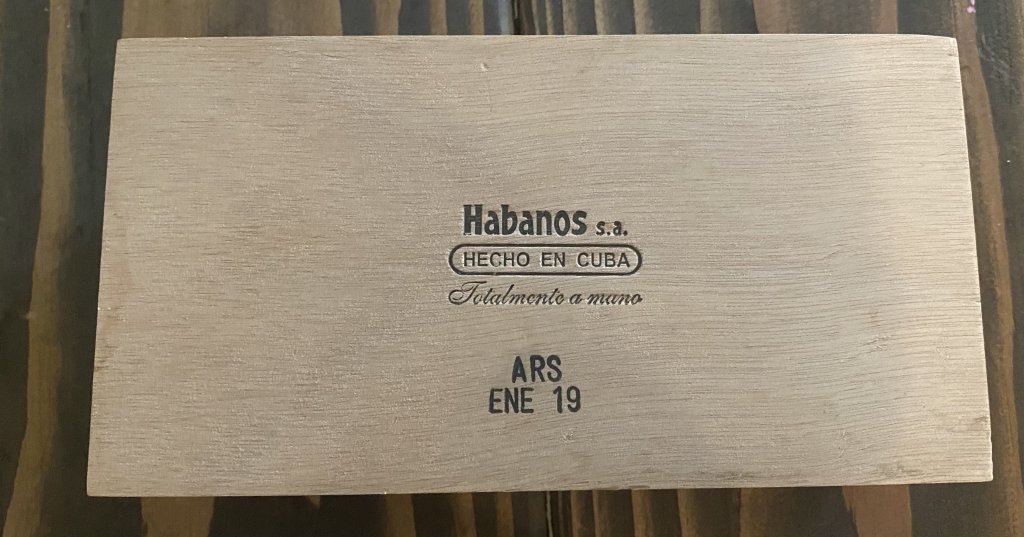 Habanos s.a.
HECHO EN CUBA
Totalmente a mano
ARS
ENE 19